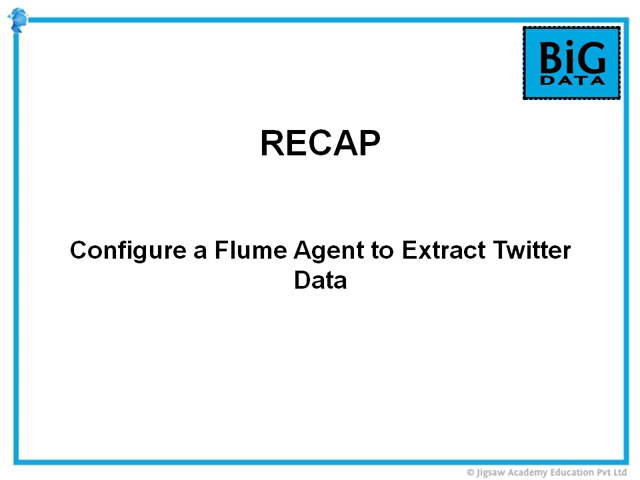 BiG
DATA
RECAP
Configure a Flume Agent to Extract Twitter
Data
© Jigsaw Academy Education Pvt Ltd